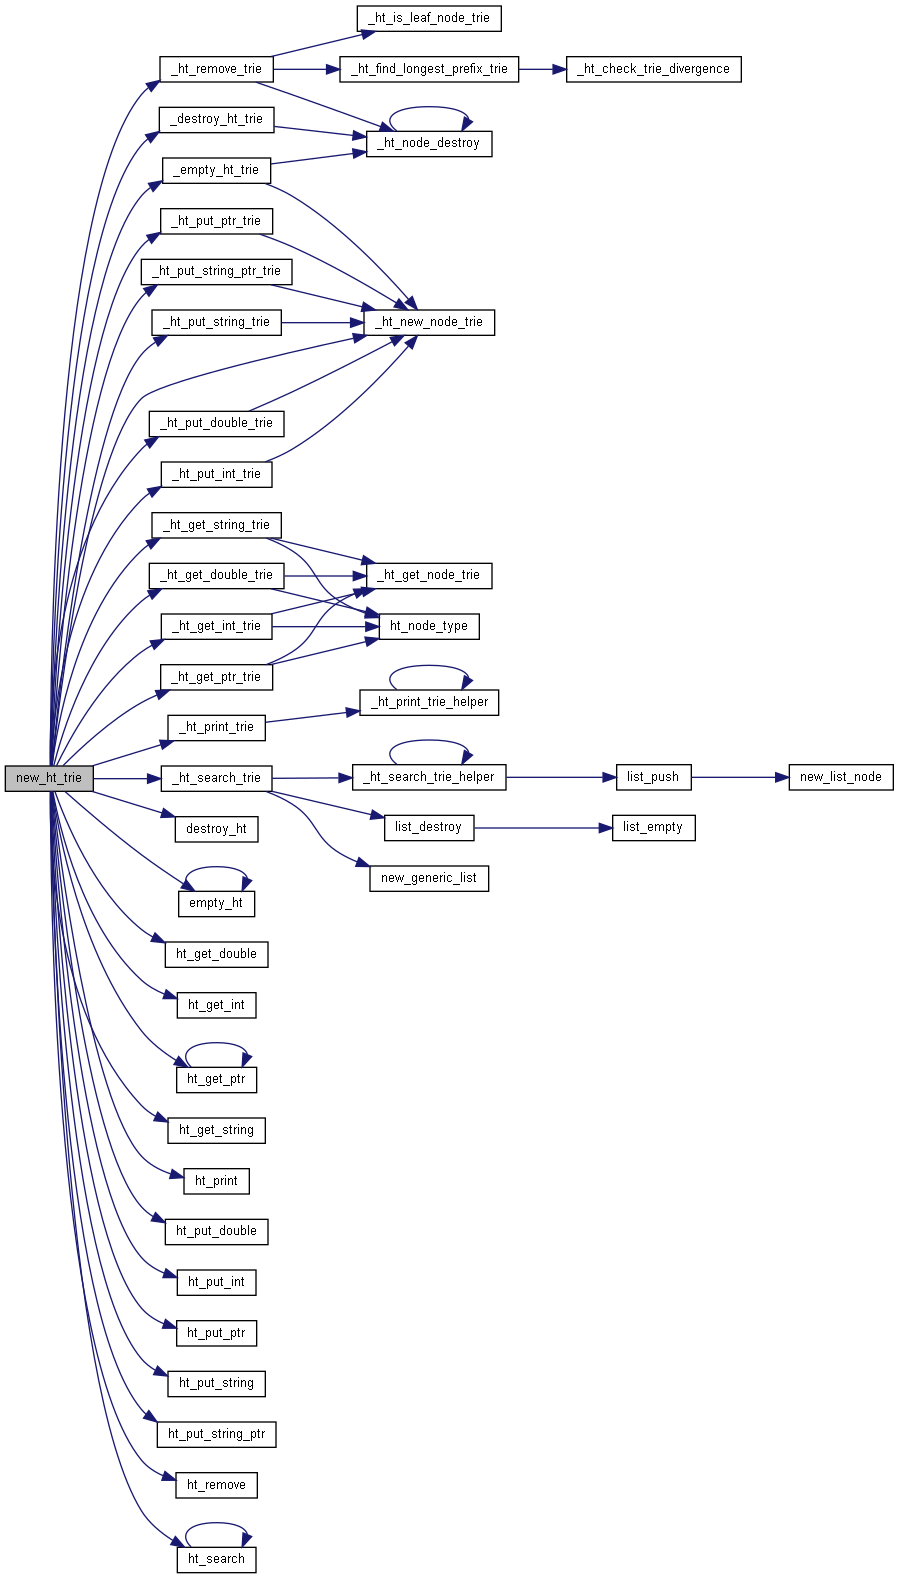 _ht_is_leaf_node_trie
_ht_remove_trie
_ht_find_longest_prefix_trie
_ht_check_trie_divergence
_destroy_ht_trie
_ht_node_destroy
_empty_ht_trie
_ht_put_ptr_trie
_ht_put_string_ptr_trie
_ht_put_string_trie
_ht_new_node_trie
_ht_put_double_trie
_ht_put_int_trie
_ht_get_string_trie
_ht_get_double_trie
_ht_get_node_trie
_ht_get_int_trie
ht_node_type
_ht_get_ptr_trie
_ht_print_trie_helper
_ht_print_trie
new_ht_trie
_ht_search_trie
_ht_search_trie_helper
list_push
new_list_node
destroy_ht
list_destroy
list_empty
new_generic_list
empty_ht
ht_get_double
ht_get_int
ht_get_ptr
ht_get_string
ht_print
ht_put_double
ht_put_int
ht_put_ptr
ht_put_string
ht_put_string_ptr
ht_remove
ht_search